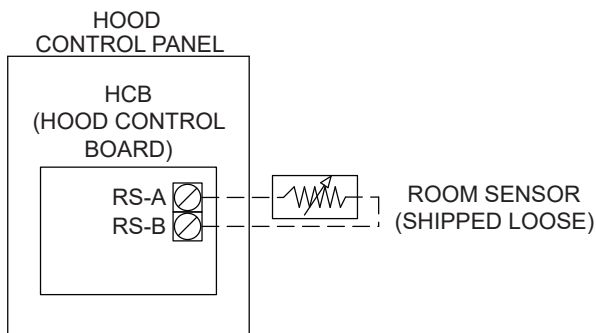 HOOD
CONTROL PANEL
HCB
(HOOD CONTROL
BOARD)
RS-A
RS-B
ROOM SENSOR
(SHIPPED LOOSE)